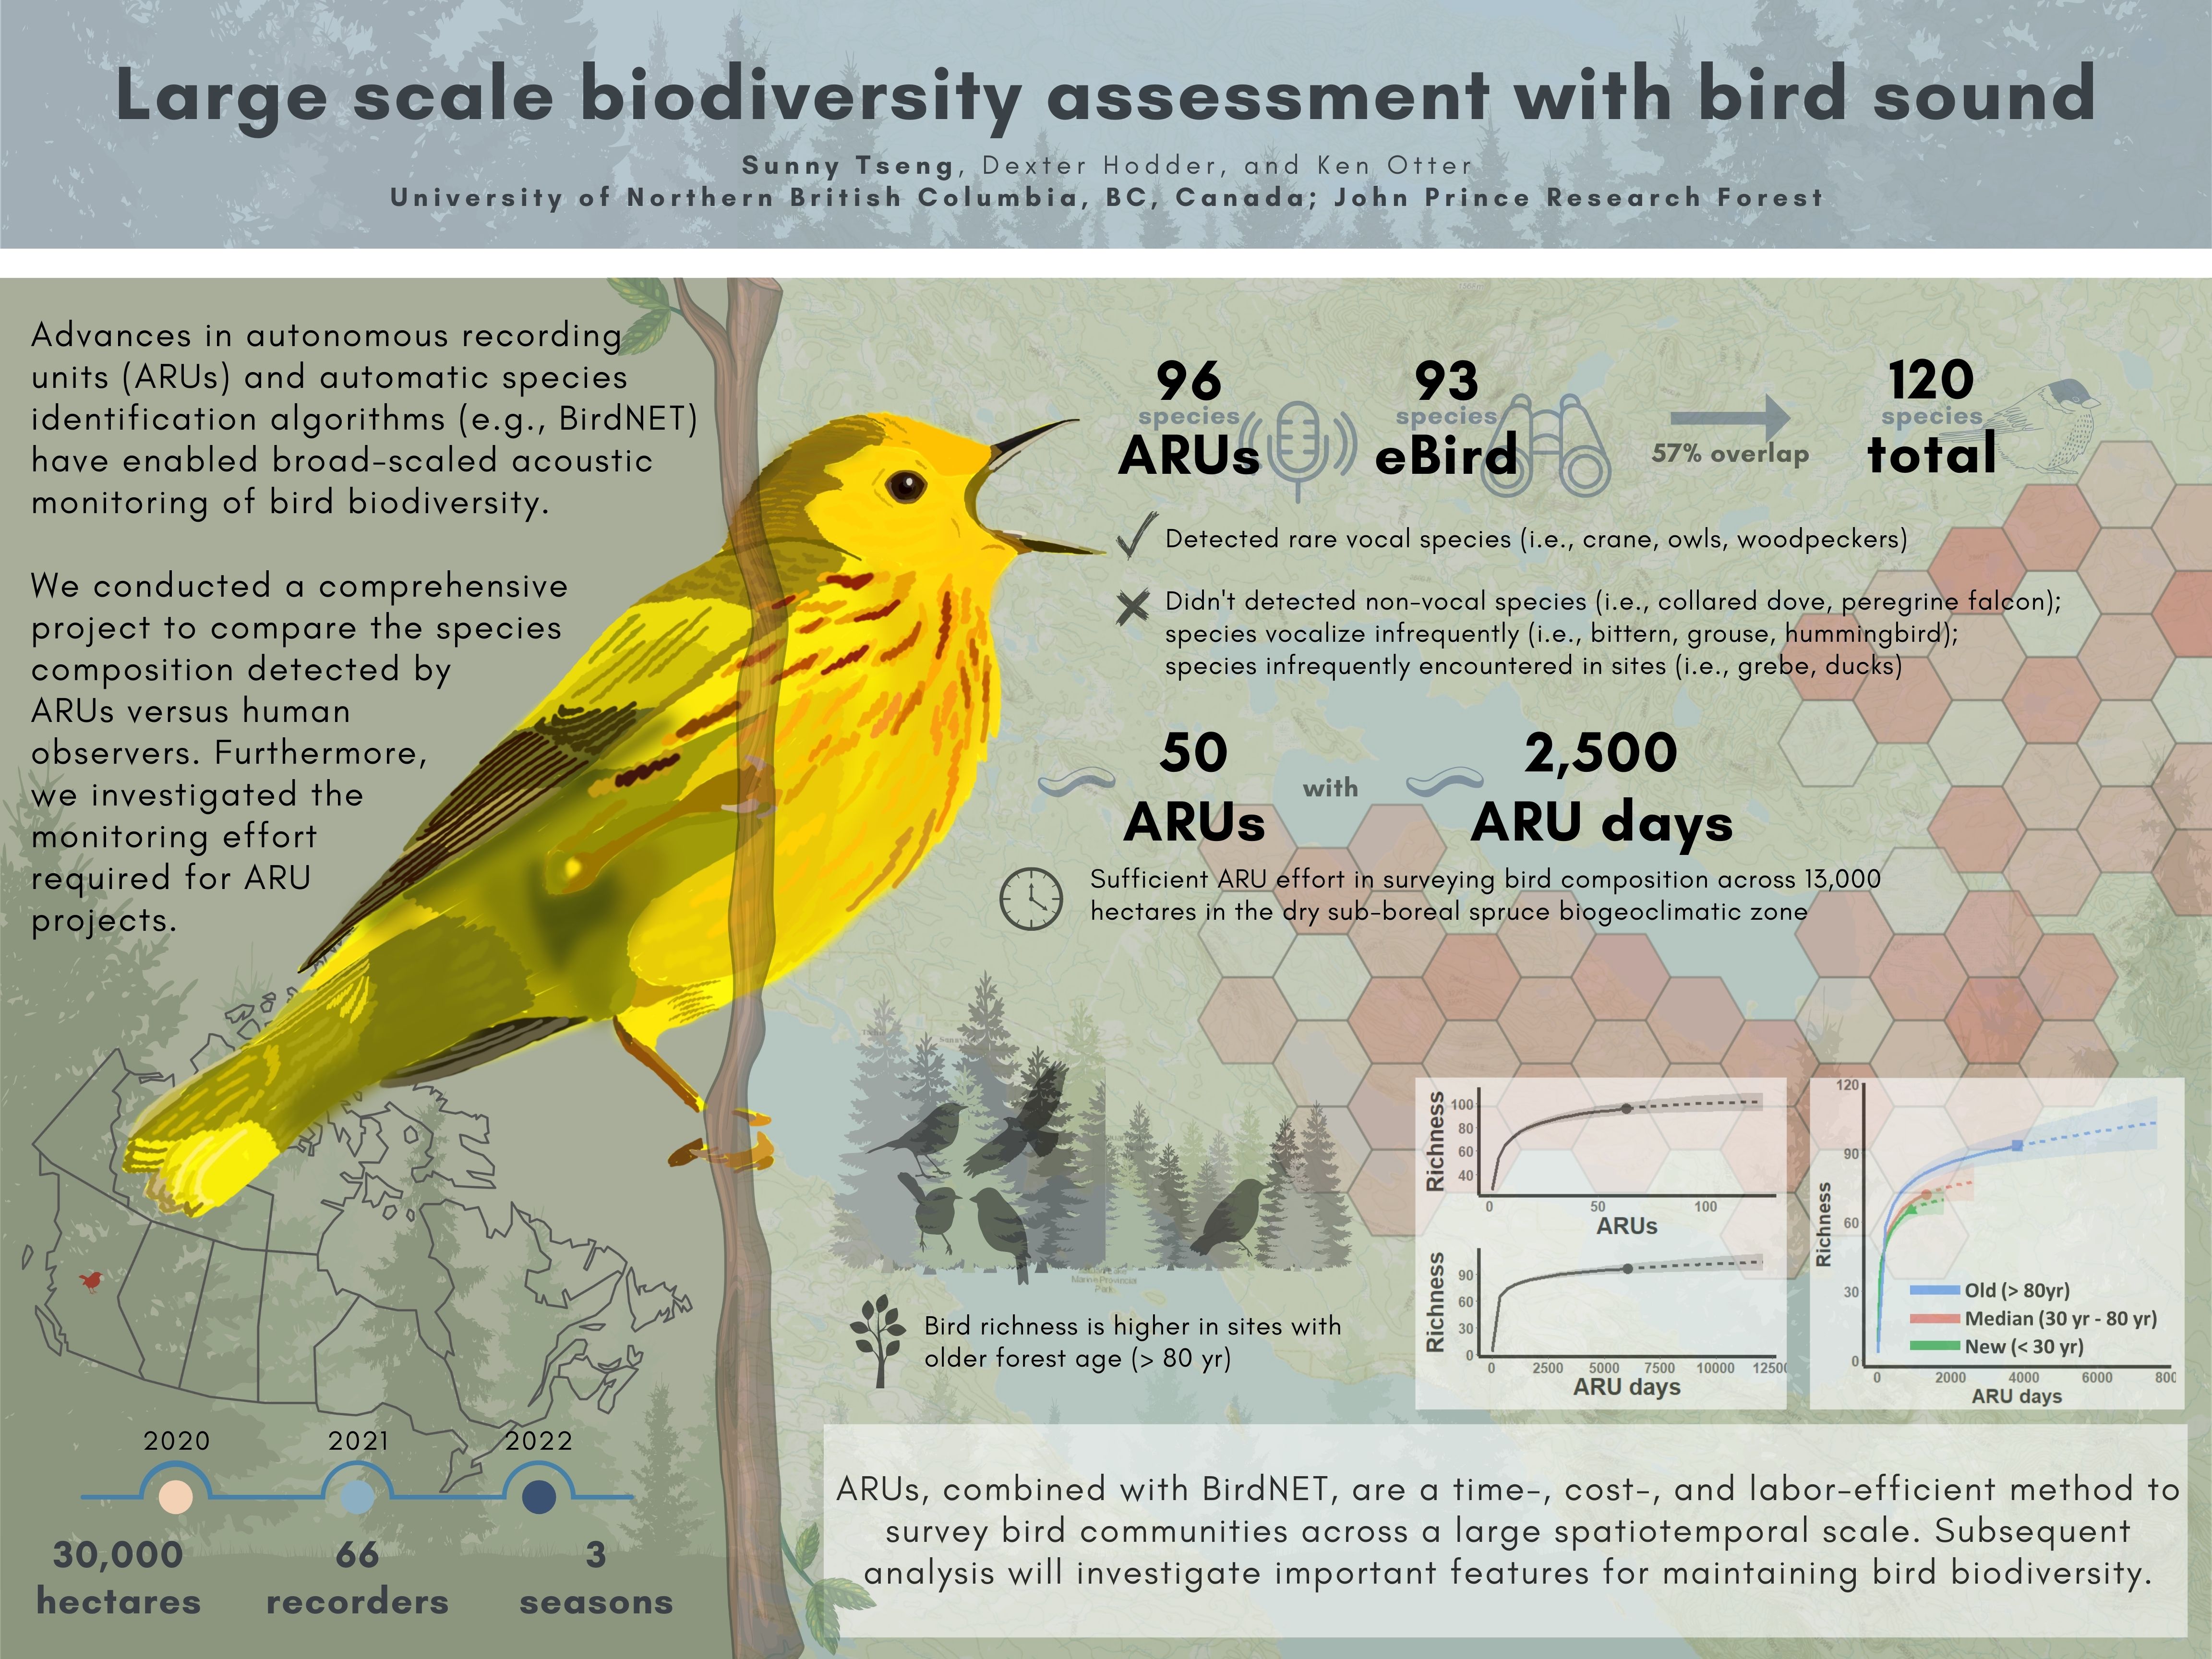 Large scale biodiversity assessment with bird sound
Sunny Tseng, Dexter Hodder, and Ken Otter
University of Northern British Columbia, BC, Canada; John Prince Research Forest
Advances in autonomous recording
units (ARUs) and automatic species
identification algorithms (e.g., BirdNET)
have enabled broad-scaled acoustic
monitoring of bird biodiversity.
We conducted a comprehensive
project to compare the species
composition detected by
ARUs versus human
observers. Furthermore,
we investigated the
monitoring effort
required for ARU
projects.
2020 2021 2022
30,000 66 3
hectares recorders seasons
96 93 120
species species species
ARUs eBird 57% overlap total
Detected rare vocal species (i.e., crane, owls, woodpeckers)
Didn't detected non-vocal species (i.e., collared dove, peregrine falcon);
species vocalize infrequently (i.e., bittern, grouse, hummingbird);
species infrequently encountered in sites (i.e., grebe, ducks)
50 with 2,500
ARUs ARU days
Sufficient ARU effort in surveying bird composition across 13,000
hectares in the dry sub-boreal spruce biogeoclimatic zone
Bird richness is higher in sites with
older forest age (> 80 yr)
Richness
100
80
60
40
0 50 100
ARUs
Richness
90
60
30
0
0 2500 5000 7500 10000 1250
ARU days
Richness
120
90
60
30
0
Old (> 80yr)
Median (30 yr - 80 yr)
New (< 30 yr)
0 2000 4000 6000 800
ARU days
ARUs, combined with BirdNET, are a time-, cost-, and labor-efficient method to
survey bird communities across a large spatiotemporal scale. Subsequent
analysis will investigate important features for maintaining bird biodiversity.